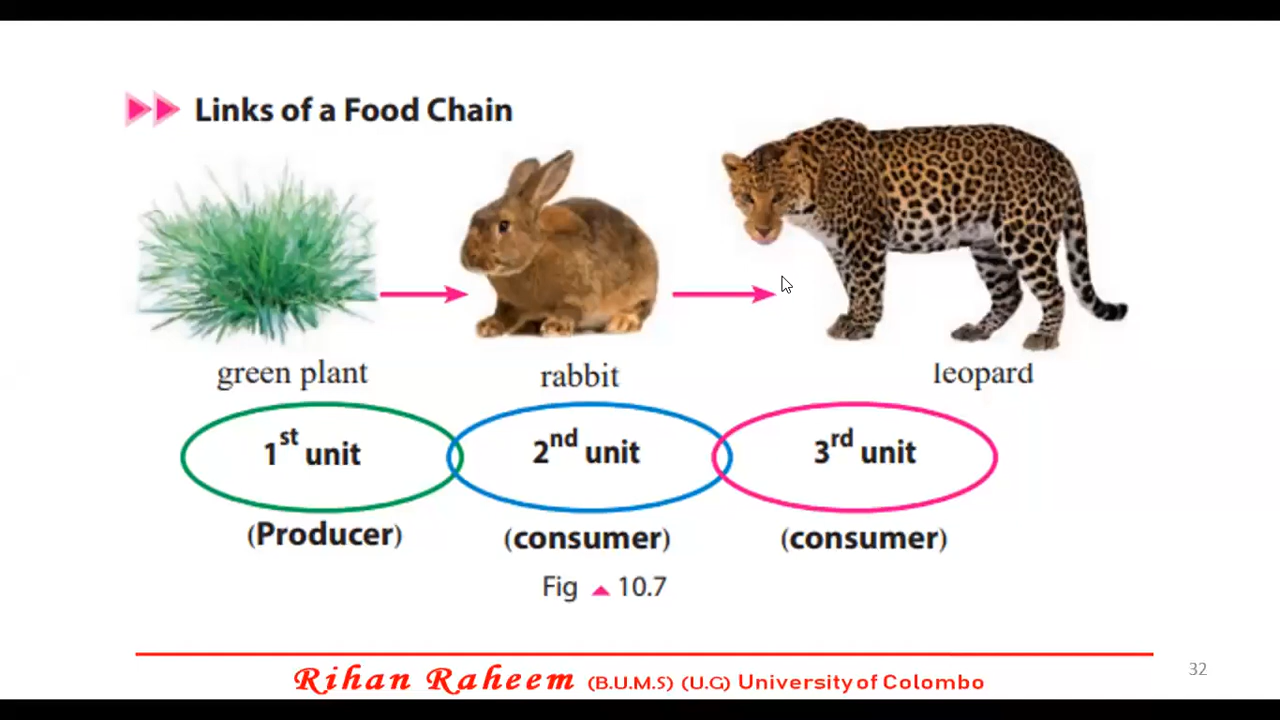 Links of a Food Chain
green plant
rabbit
leopard
1st unit
2nd unit
3rd unit
(Producer)
(consumer)
(consumer)
Fig ▲ 10.7
Rihan Raheem (B.U.M.S) (U.G) University of Colombo
32